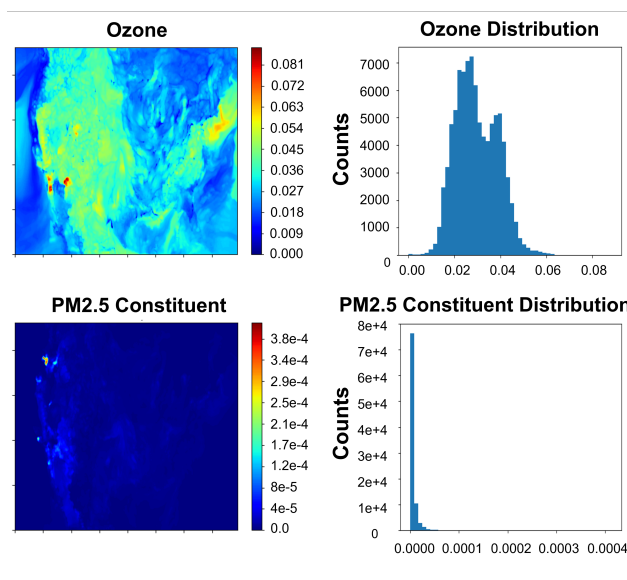 Ozone
0.081
0.072
0.063
0.054
0.045
0.036
0.027
0.018
0.009
0.000
Ozone Distribution
Counts
7000
6000
5000
4000
3000
2000
1000
0
0.00 0.02 0.04 0.06 0.08
PM2.5 Constituent
3.8e-4
3.4e-4
2.9e-4
2.5e-4
2.1e-4
1.7e-4
1.2e-4
8e-5
4e-5
0.0
PM2.5 Constituent Distribution
Counts
8e+4
7e+4
6e+4
5e+4
4e+4
3e+4
2e+4
1e+4
0
0.0000 0.0001 0.0002 0.0003 0.0004